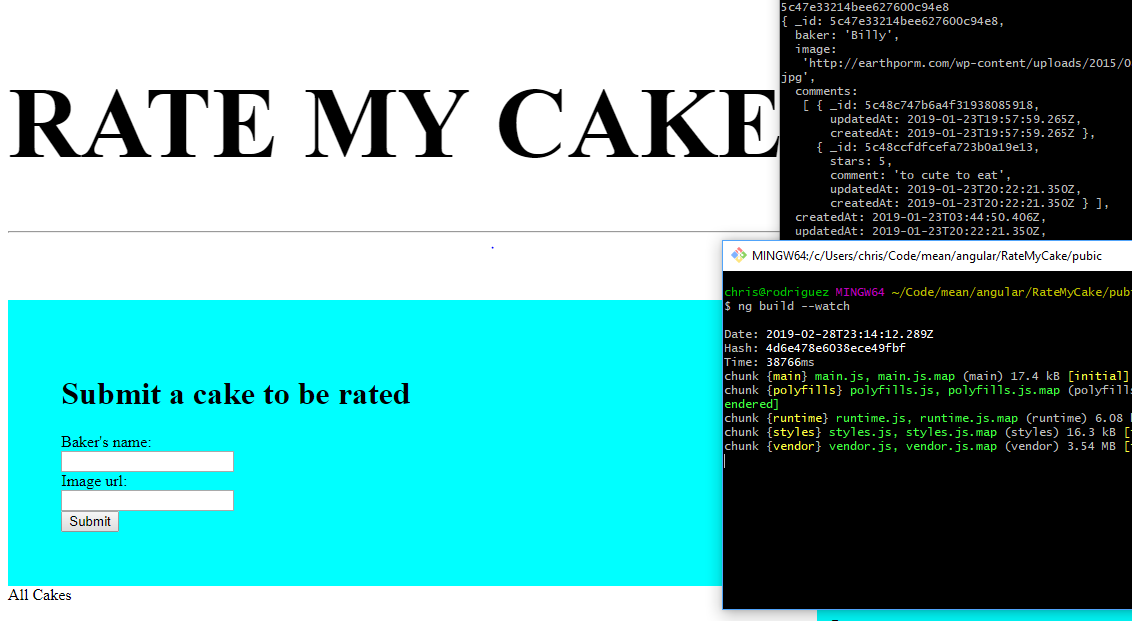 RATE MY CAKE
Submit a cake to be rated
Baker's name:
Image url:
Submit
All Cakes
5c47e33214bee627600c94e8
{ _id: 5c47e33214bee627600c94e8,
baker: 'Billy',
image:
'http://earthporm.com/wp-content/uploads/2015/0
jpg',
comments:
[ { _id: 5c48c747b6a4f31938085918,
updatedAt: 2019-01-23T19:57:59.265Z,
createdAt: 2019-01-23T19:57:59.265Z },
{ _id: 5c48ccfdfcefa723b0a19e13,
stars: 5,
comment: 'to cute to eat',
updatedAt: 2019-01-23T20:22:21.350Z,
createdAt: 2019-01-23T20:22:21.350Z } ],
createdAt: 2019-01-23T03:44:50.406Z,
updatedAt: 2019-01-23T20:22:21.350Z,
MINGW64:/c/Users/chris/Code/mean/angular/RateMyCake/pubic
chris@rodriguez MINGW64 ~/Code/mean/angular/RateMyCake/pub
$ ng build --watch
Date: 2019-02-28T23:14:12.289Z
Hash: 4d6e478e6038ece49fbf
Time: 38766ms
chunk {main} main.js, main.js.map (main) 17.4 kB [initial]
chunk {polyfills} polyfills.js, polyfills.js.map (polyfills
endered]
chunk {runtime} runtime.js, runtime.js.map (runtime) 6.08
chunk {styles} styles.js, styles.js.map (styles) 16.3 kB [
chunk {vendor} vendor.js, vendor.js.map (vendor) 3.54 MB [